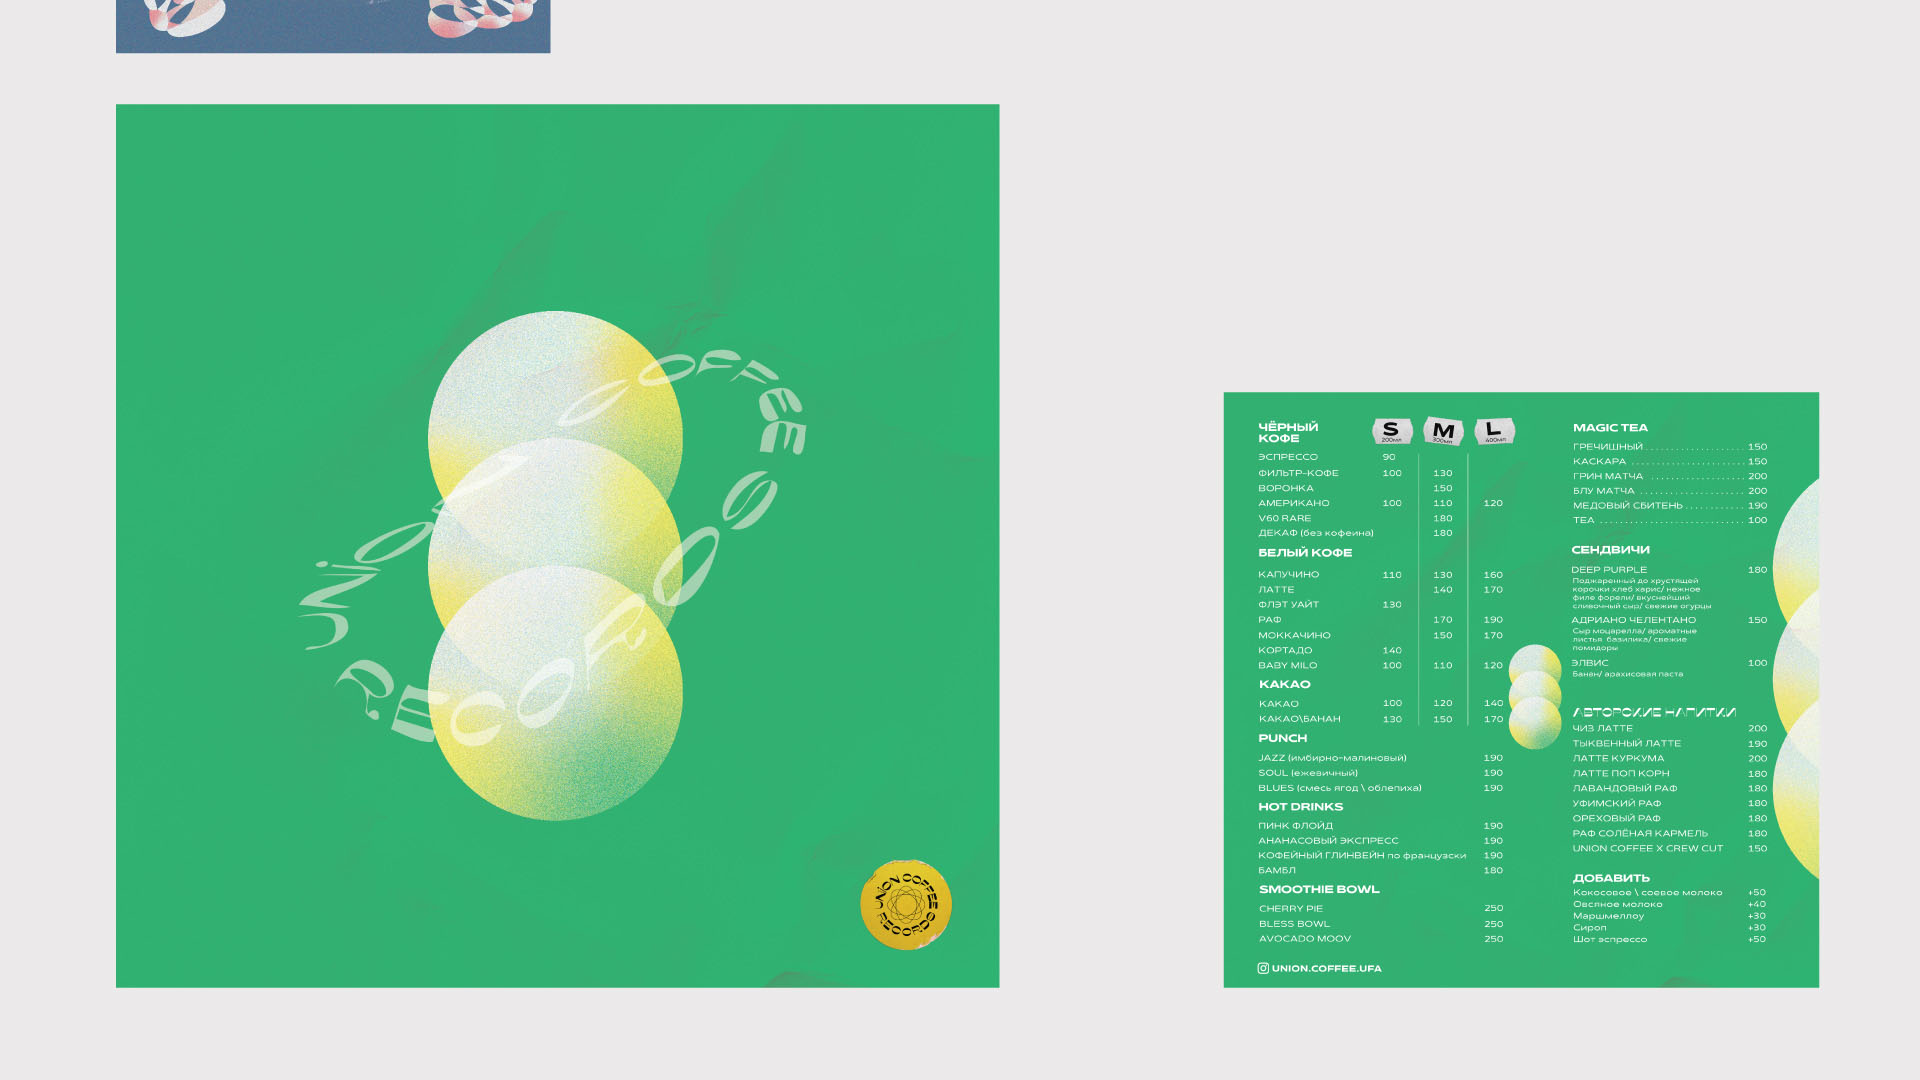 UNION COFFEE RECORDS
UNION COFFEE RECORDS
ЧЁРНЫЙ
КОФЕ
S 200мл
M 300мл
L 400мл
ЭСПРЕССО 90
ФИЛЬТР-КОФЕ 100 130
ВОРОНКА 150
АМЕРИКАНО 100 110 120
V60 RARE 180
ДЕКАФ (без кофеина) 180
БЕЛЫЙ КОФЕ
КАПУЧИНО 110 130 160
ЛАТТЕ 140 170
ФЛЭТ УАЙТ 130
РАФ 170 190
МОККАЧИНО 150 170
КОРТАДО 140
BABY MILO 100 110 120
КАКАО
КАКАО 100 120 140
КАКАО\БАНАН 130 150 170
PUNCH
JAZZ (имбирно-малиновый) 190
SOUL (ежевичный) 190
BLUES (смесь ягод \ облепиха) 190
HOT DRINKS
ПИНК ФЛОЙД 190
АНАНАСОВЫЙ ЭКСПРЕСС 190
КОФЕЙНЫЙ ГЛИНВЕЙН по французски 190
БАМБЛ 180
SMOOTHIE BOWL
CHERRY PIE 250
BLESS BOWL 250
AVOCADO MOOV 250
UNION.COFFEE.UFA
MAGIC TEA
ГРЕЧИШНЫЙ 150
КАСКАРА 150
ГРИН МАТЧА 200
БЛУ МАТЧА 200
МЕДОВЫЙ СБИТЕНЬ 190
TEA 100
СЕНДВИЧИ
DEEP PURPLE 180
Поджаренный до хрустящей
корочки хлеб харис/ нежное
филе форели/ вкуснейший
сливочный сыр/ свежие огурцы
АДРИАНО ЧЕЛЕНТАНО 150
Сыр моцарелла/ ароматные
листья базилика/ свежие
помидоры
ЭЛВИС 100
Банан/ арахисовая паста
АВТОРСКИЕ НАПИТКИ
ЧИЗ ЛАТТЕ 200
ТЫКВЕННЫЙ ЛАТТЕ 190
ЛАТТЕ КУРКУМА 200
ЛАТТЕ ПОП КОРН 180
ЛАВАНДОВЫЙ РАФ 180
УФИМСКИЙ РАФ 180
ОРЕХОВЫЙ РАФ 180
РАФ СОЛЁНАЯ КАРМЕЛЬ 180
UNION COFFEE X CREW CUT 150
ДОБАВИТЬ
Кокосовое \ соевое молоко +50
Овсяное молоко +40
Маршмеллоу +30
Сироп +30
Шот эспрессо +50